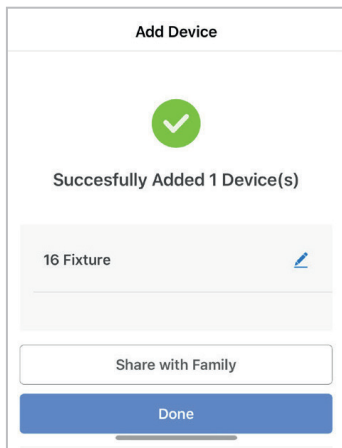 Add Device
Succesfully Added 1 Device(s)
16 Fixture
Share with Family
Done